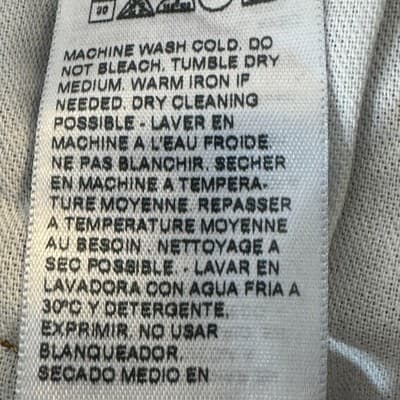 30
MACHINE WASH COLD. DO
NOT BLEACH. TUMBLE DRY
MEDIUM. WARM IRON IF
NEEDED. DRY CLEANING
POSSIBLE - LAVER EN
MACHINE A L'EAU FROIDE.
NE PAS BLANCHIR. SECHER
EN MACHINE A TEMPERA-
TURE MOYENNE. REPASSER
A TEMPERATURE MOYENNE
AU BESOIN . NETTOYAGE A
SEC POSSIBLE. - LAVAR EN
LAVADORA CON AGUA FRIA A
30ºC Y DETERGENTE.
EXPRIMIR. NO USAR
BLANQUEADOR.
SECADO MEDIO EN